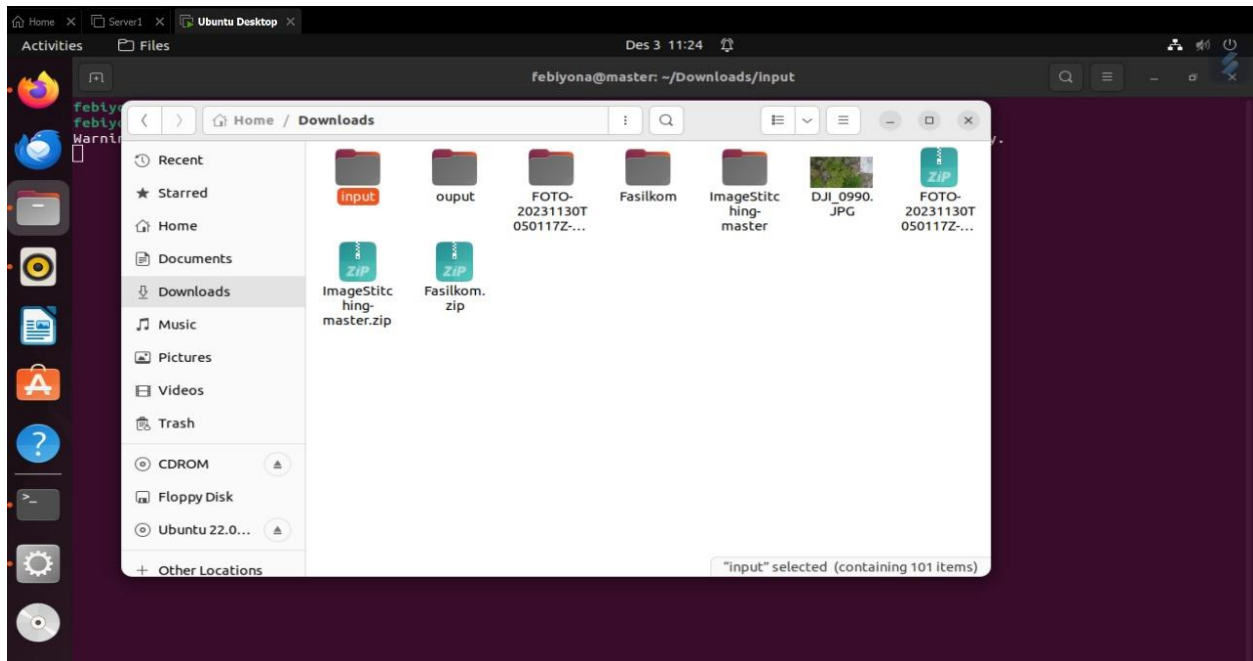 Home Server1 Ubuntu Desktop
Activities Files Des 3 11:24
febiyona@master: ~/Downloads/input
Home / Downloads
Recent
Starred
Home
Documents
Downloads
Music
Pictures
Videos
Trash
CDROM
Floppy Disk
Ubuntu 22.0...
Other Locations
input
ouput
FOTO-
20231130T
050117Z-...
Fasilkom
ImageStitc
hing-
master
DJI_0990.
JPG
ZiP
FOTO-
20231130T
050117Z-...
ZiP
ImageStitc
hing-
master.zip
ZiP
Fasilkom.
zip
"input" selected (containing 101 items)